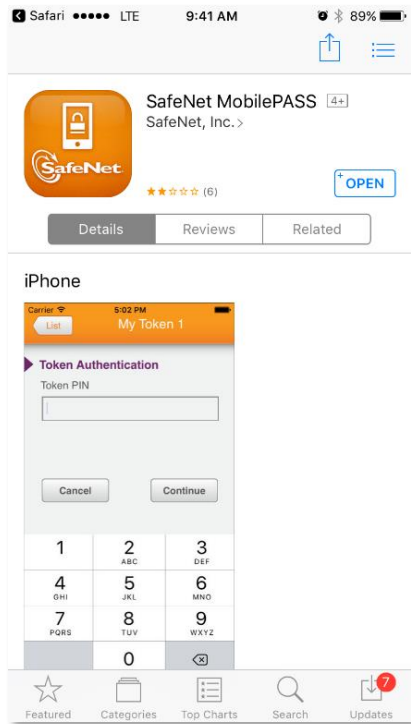 Safari LTE 9:41 AM 89%
SafeNet MobilePASS 4+
SafeNet, Inc. >
SafeNet
★★☆☆☆ (6)
+OPEN
Details Reviews Related
iPhone
Carrier 5:02 PM
List My Token 1
Token Authentication
Token PIN
Cancel Continue
1 2 3
ABC DEF
4 5 6
GHI JKL MNO
7 8 9
PQRS TUV WXYZ
0
7
Featured Categories Top Charts Search Updates